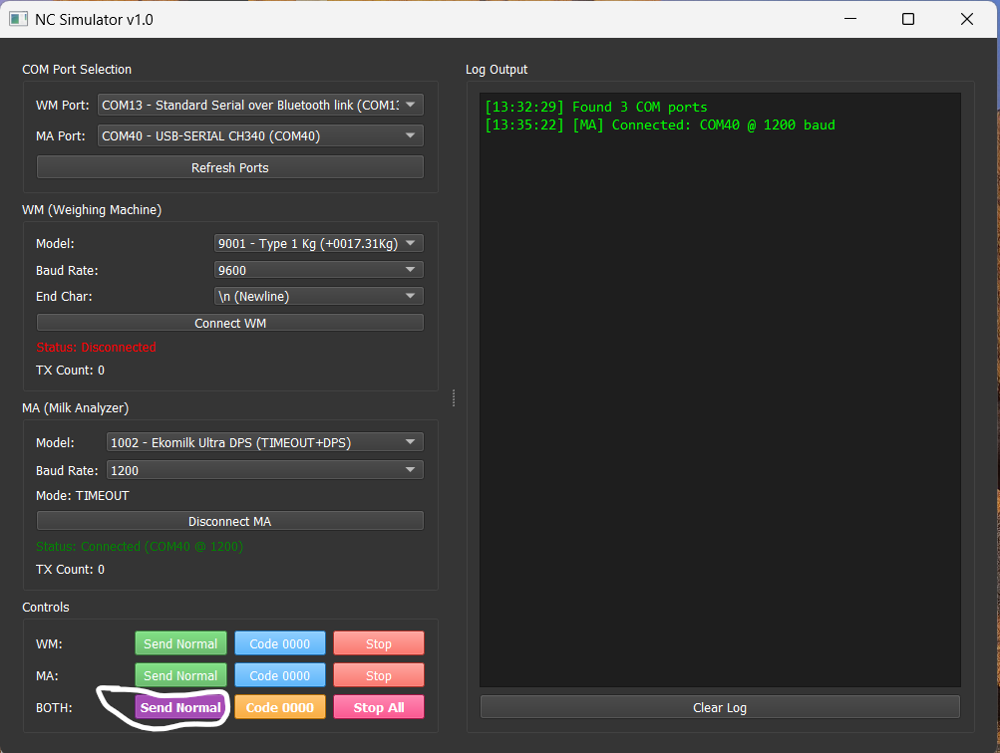 NC Simulator v1.0
COM Port Selection
WM Port: COM13 - Standard Serial over Bluetooth link (COM13
MA Port: COM40 - USB-SERIAL CH340 (COM40)
Refresh Ports
WM (Weighing Machine)
Model: 9001 - Type 1 Kg (+0017.31Kg)
Baud Rate: 9600
End Char: \n (Newline)
Connect WM
Status: Disconnected
TX Count: 0
MA (Milk Analyzer)
Model: 1002 - Ekomilk Ultra DPS (TIMEOUT+DPS)
Baud Rate: 1200
Mode: TIMEOUT
Disconnect MA
Status: Connected (COM40 @ 1200)
TX Count: 0
Controls
WM: Send Normal Code 0000 Stop
MA: Send Normal Code 0000 Stop
BOTH: Send Normal Code 0000 Stop All
Log Output
[13:32:29] Found 3 COM ports
[13:35:22] [MA] Connected: COM40 @ 1200 baud
Clear Log